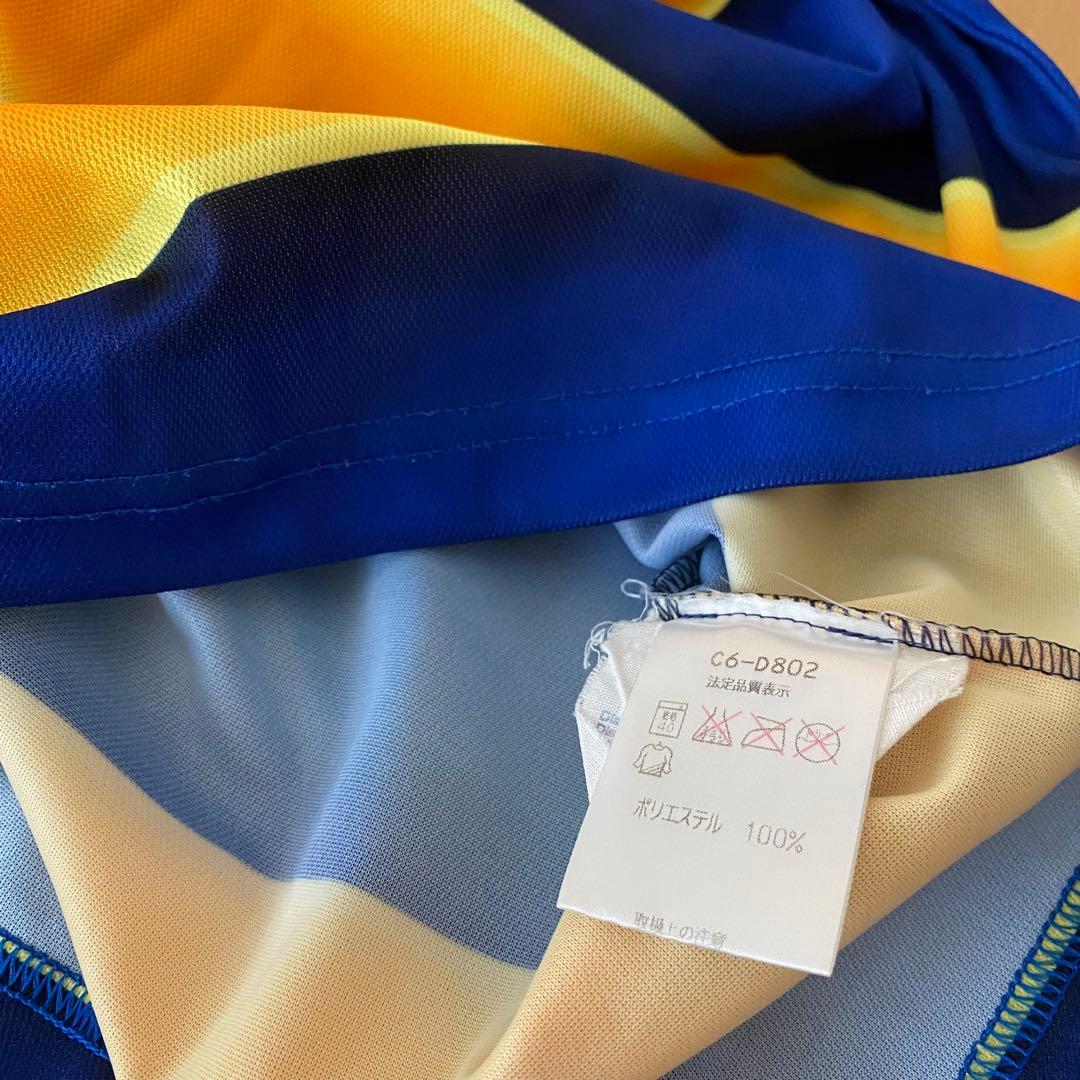 C6-D802
法定品質表示
40
ポリエステル 100%
取扱上の注意